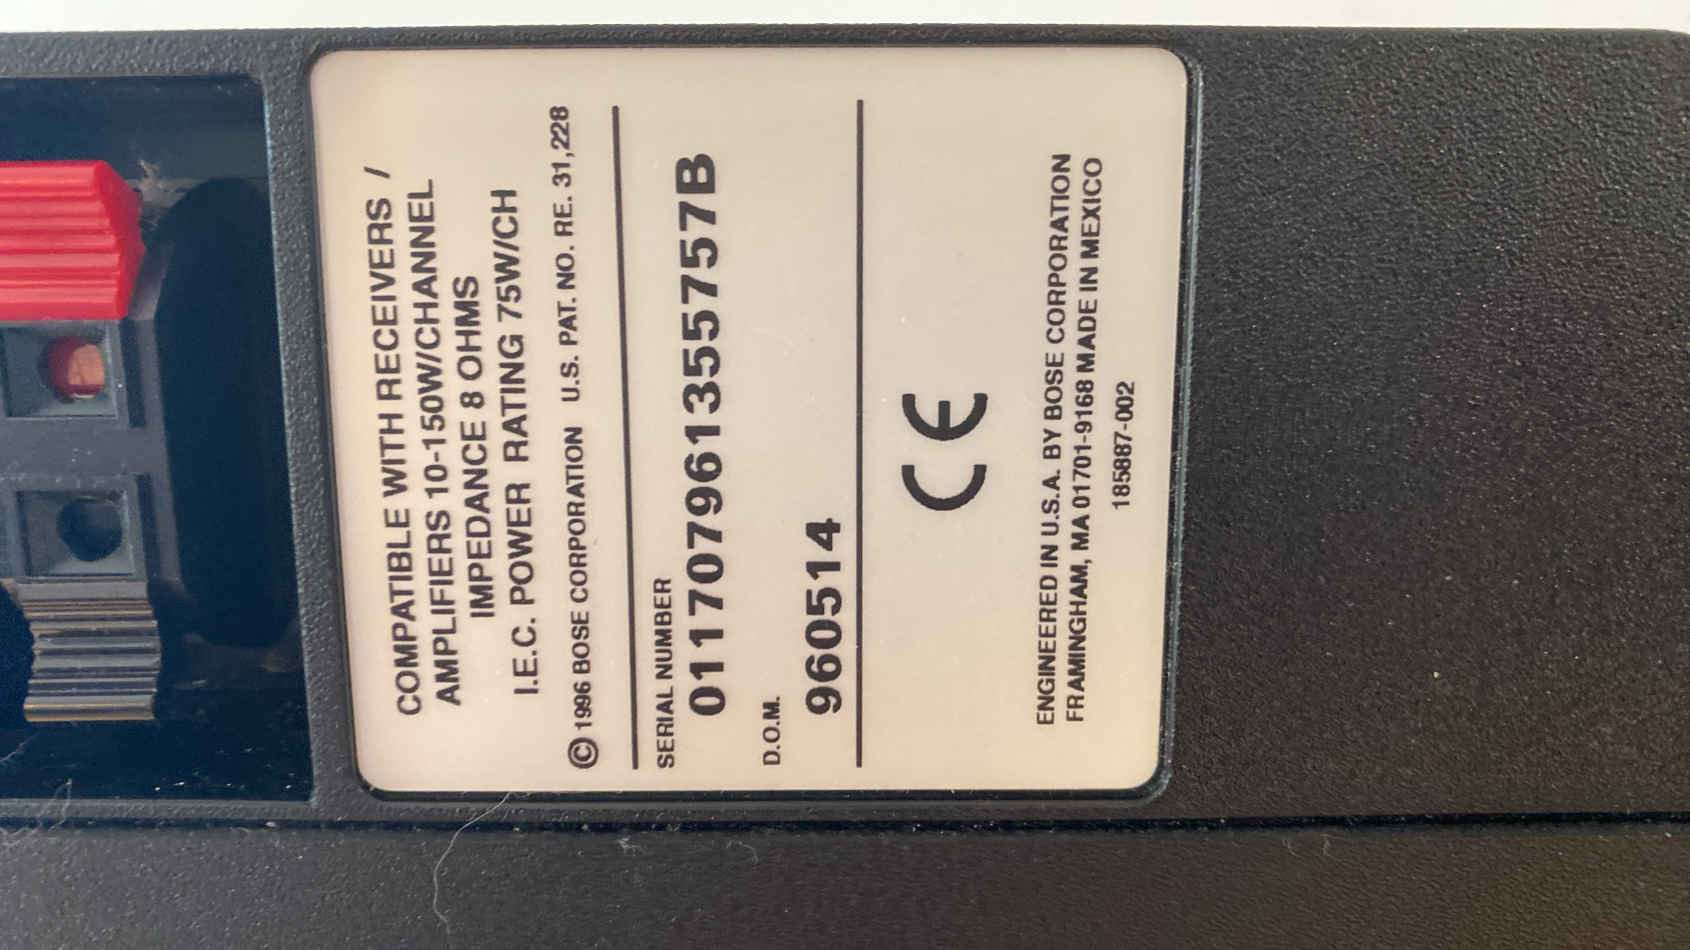 COMPATIBLE WITH RECEIVERS /
AMPLIFIERS 10-150W/CHANNEL
IMPEDANCE 8 OHMS
I.E.C. POWER RATING 75W/CH
© 1996 BOSE CORPORATION U.S. PAT. NO. RE. 31,228
SERIAL NUMBER
011707961355757B
D.O.M.
960514
CE
ENGINEERED IN U.S.A. BY BOSE CORPORATION
FRAMINGHAM, MA 01701-9168 MADE IN MEXICO
185887-002